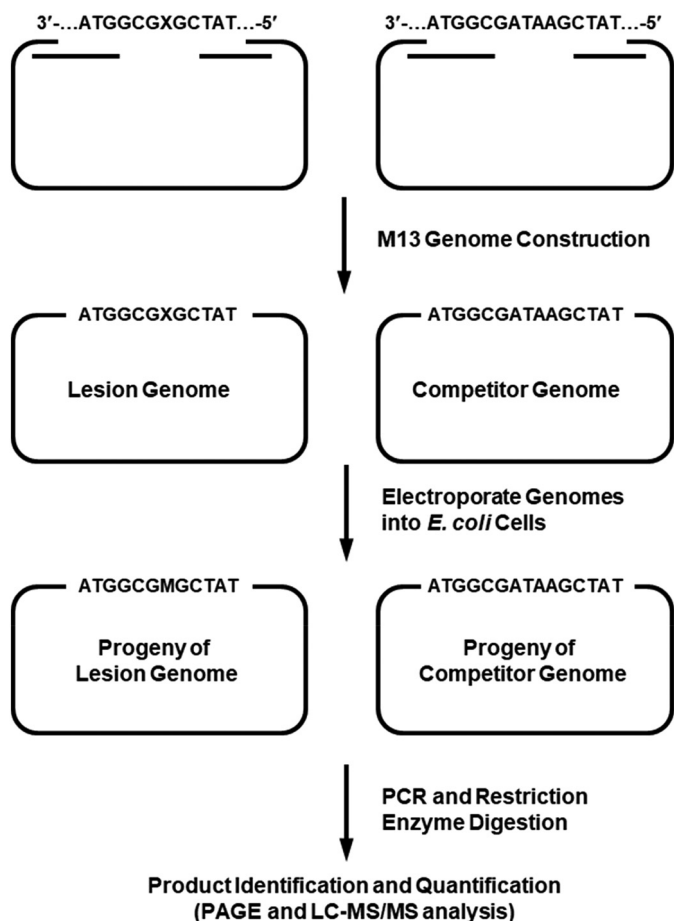 3′-...ATGGCGXGCTAT...-5′
3′-...ATGGCGATAAGCTAT...-5′
M13 Genome Construction
ATGGCGXGCTAT
ATGGCGATAAGCTAT
Lesion Genome
Competitor Genome
Electroporate Genomes
into E. coli Cells
ATGGCGMGCTAT
ATGGCGATAAGCTAT
Progeny of
Lesion Genome
Progeny of
Competitor Genome
PCR and Restriction
Enzyme Digestion
Product Identification and Quantification
(PAGE and LC-MS/MS analysis)